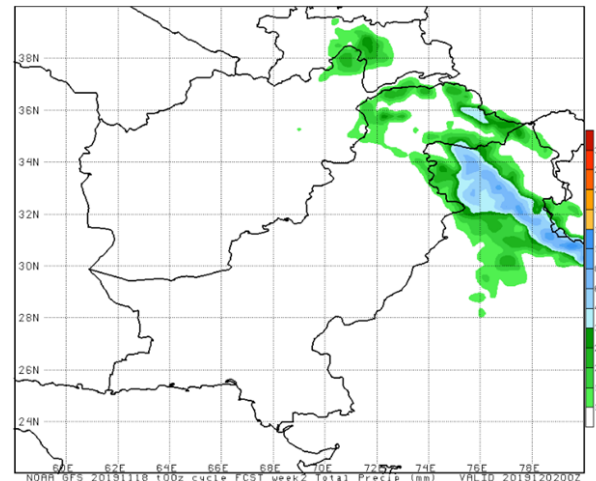 38N
36N
34N
32N
30N
28N
26N
24N
60E 62E 64E 66E 68E 70E 72E 74E 76E 78E
NOAA GFS 20191118 t00z cycle FCST week2 Total Precip (mm) VALID 2019120200Z